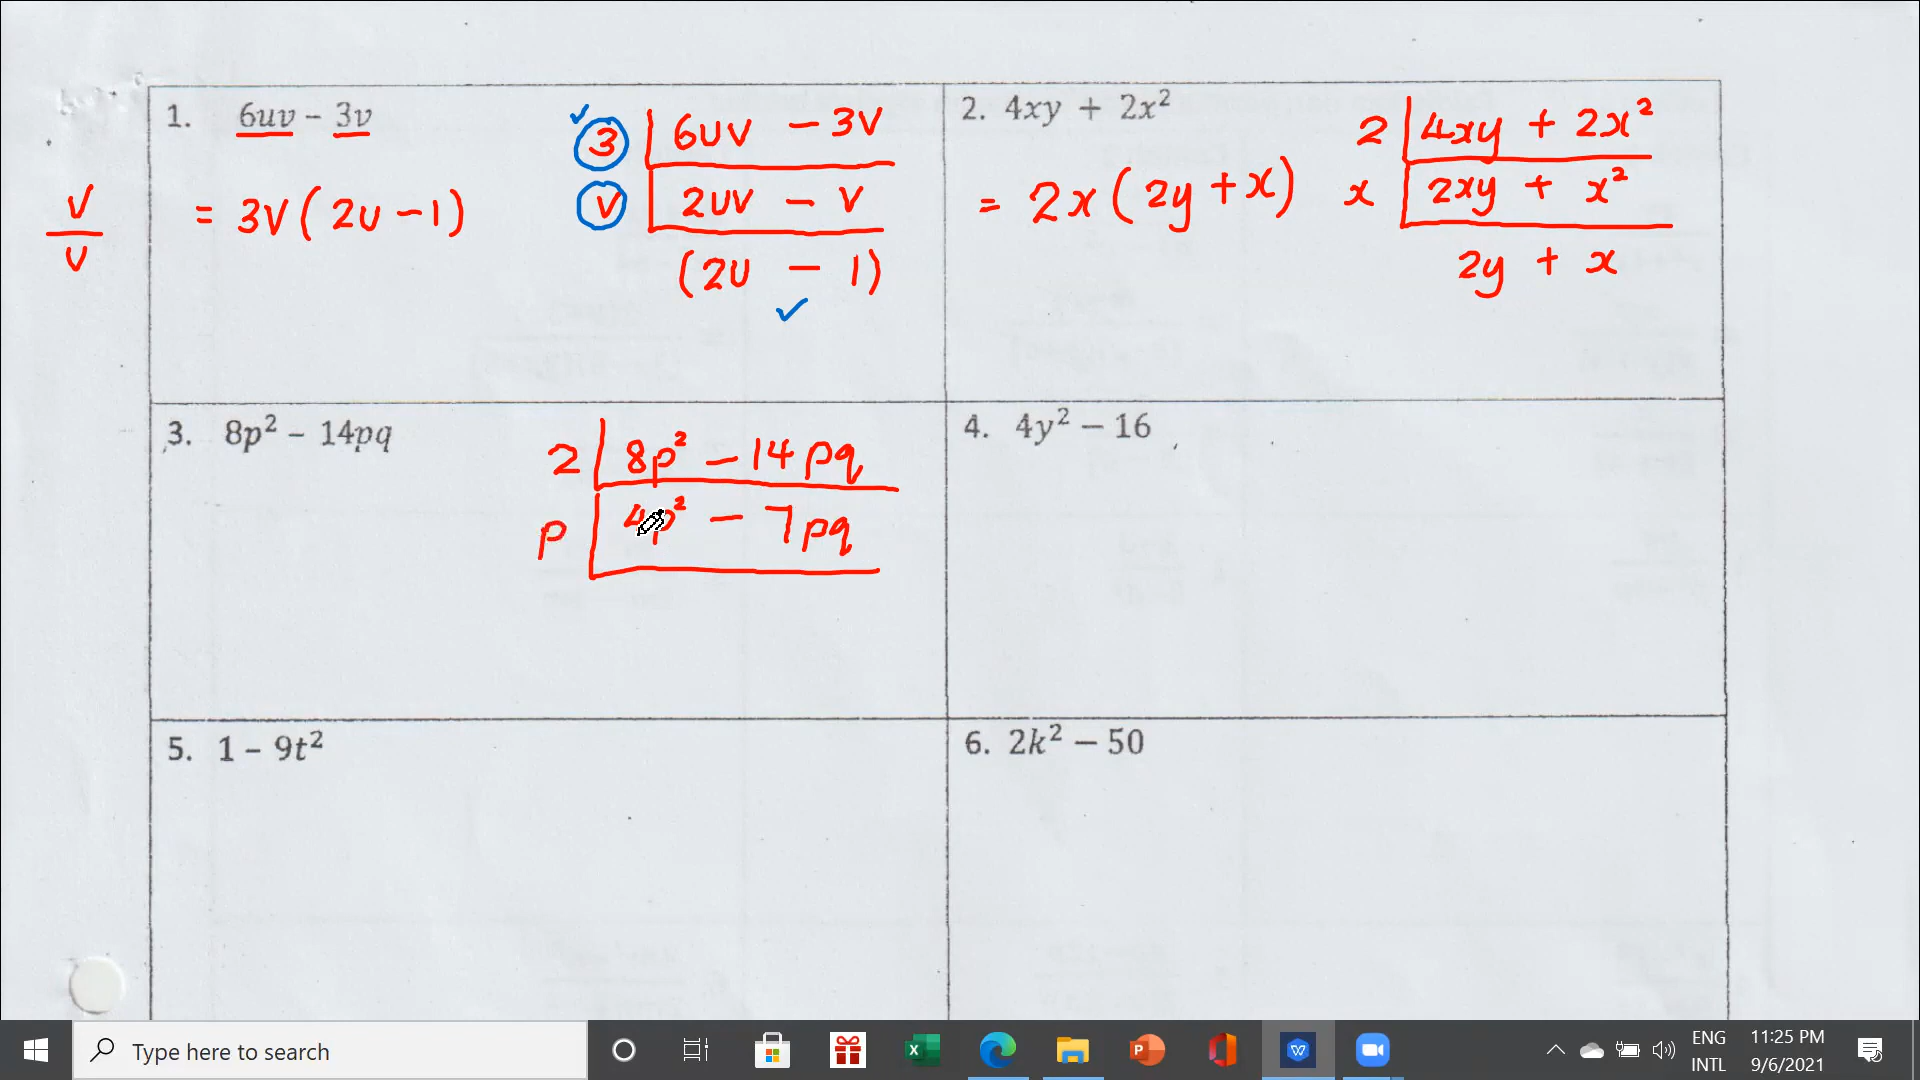 1. 6uv – 3v
= 3v(2u – 1)
v
v
3 6uv – 3v
v 2uv – v
(2u – 1)
2. 4xy + 2x²
= 2x(2y + x)
2 4xy + 2x²
x 2xy + x²
2y + x
3. 8p² – 14pq
2 8p² – 14pq
p 4p² – 7pq
4. 4y² – 16
5. 1 – 9t²
6. 2k² – 50
Type here to search
ENG
INTL
11:25 PM
9/6/2021